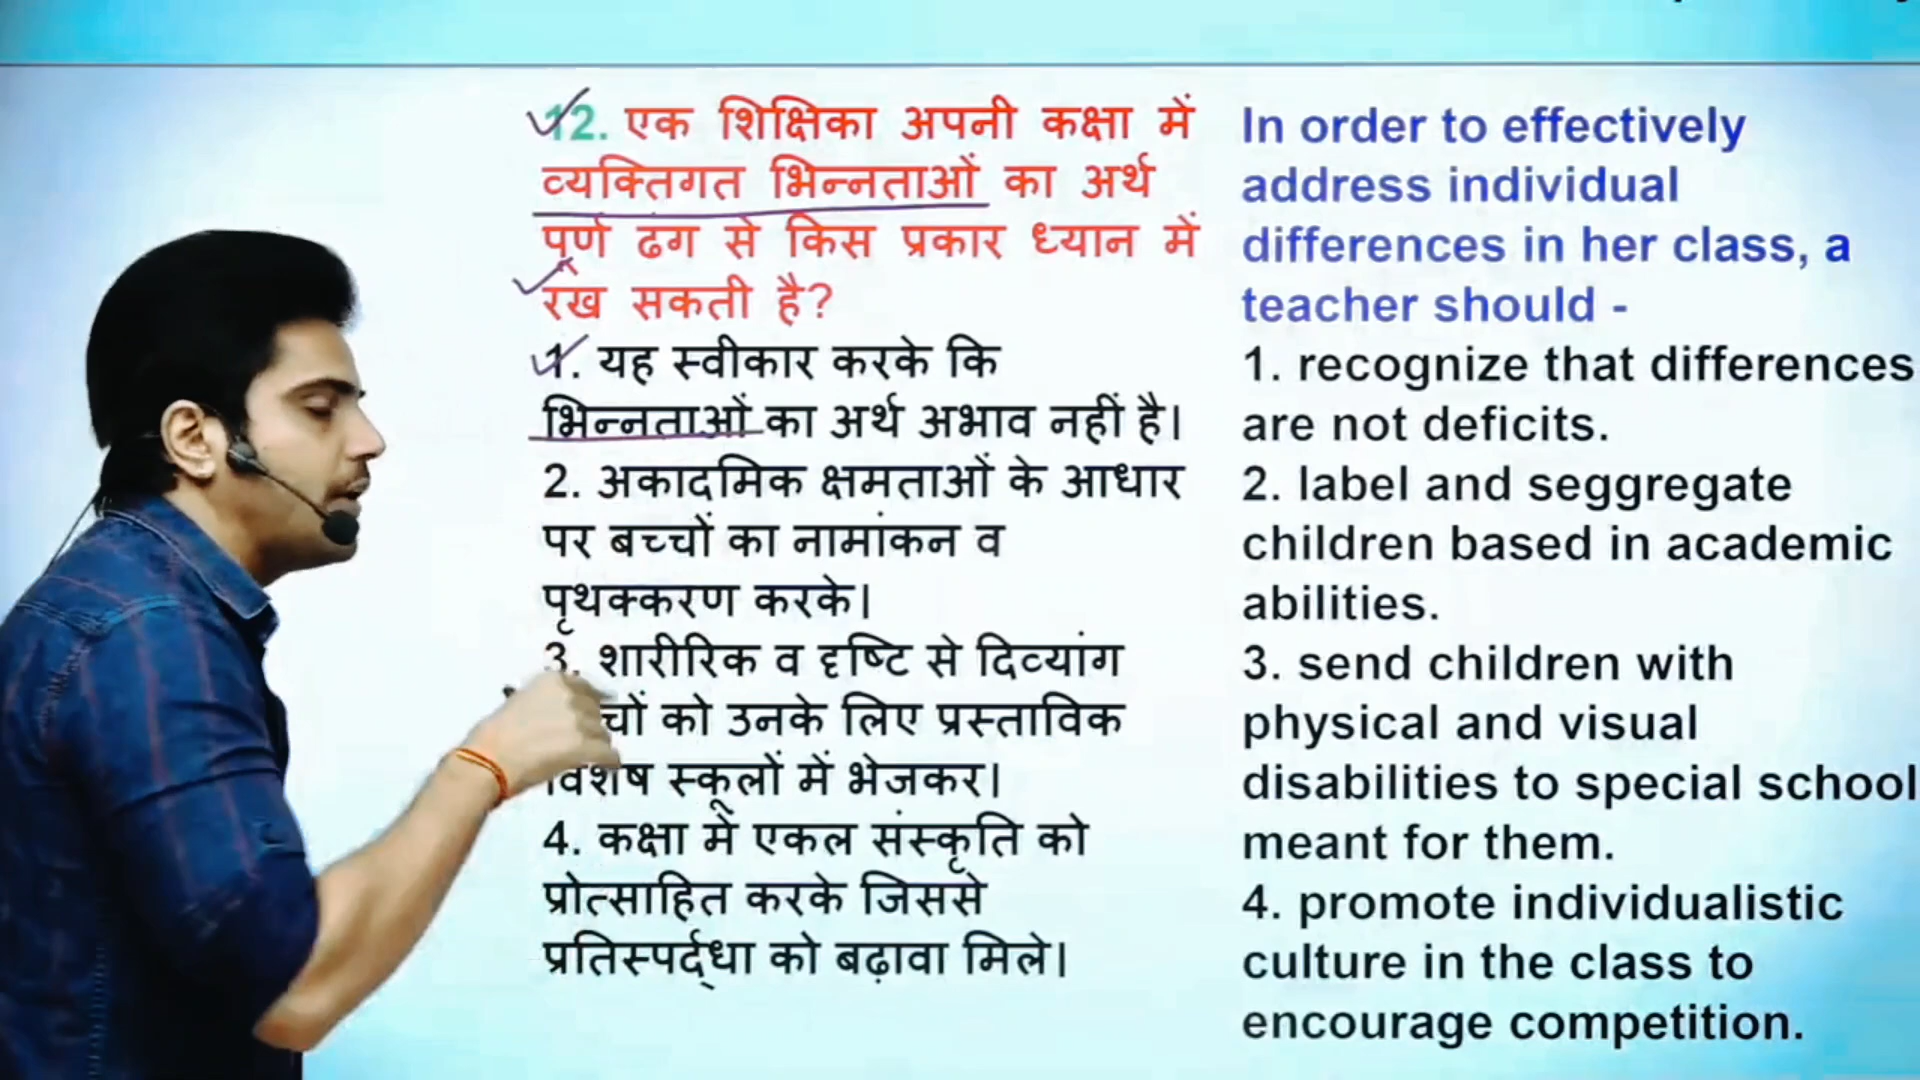 12. एक शिक्षिका अपनी कक्षा में
व्यक्तिगत भिन्नताओं का अर्थ
पूर्ण ढंग से किस प्रकार ध्यान में
रख सकती है?
1. यह स्वीकार करके कि
भिन्नताओं का अर्थ अभाव नहीं है।
2. अकादमिक क्षमताओं के आधार
पर बच्चों का नामांकन व
पृथक्करण करके।
3. शारीरिक व दृष्टि से दिव्यांग
को उनके लिए प्रस्ताविक
विशेष स्कूलों में भेजकर।
4. कक्षा में एकल संस्कृति को
प्रोत्साहित करके जिससे
प्रतिस्पर्द्धा को बढ़ावा मिले।
In order to effectively
address individual
differences in her class, a
teacher should -
1. recognize that differences
are not deficits.
2. label and seggregate
children based in academic
abilities.
3. send children with
physical and visual
disabilities to special school
meant for them.
4. promote individualistic
culture in the class to
encourage competition.